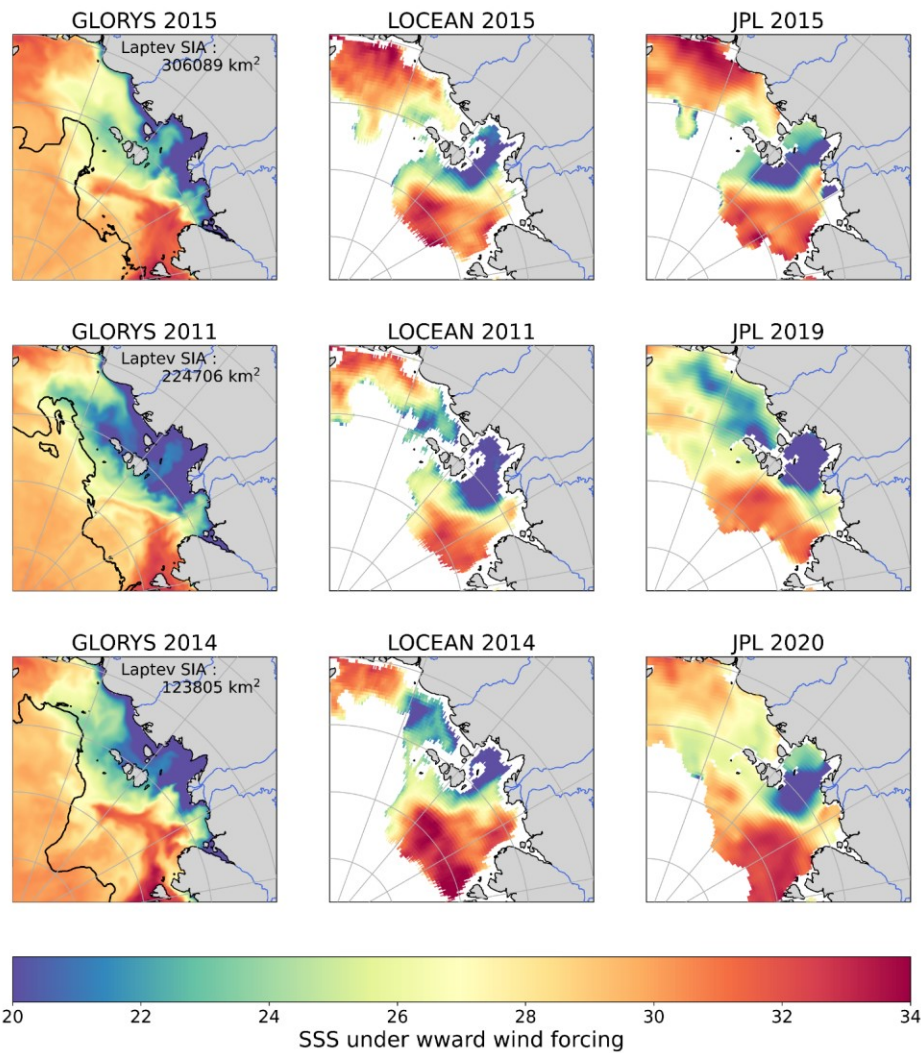 GLORYS 2015
LOCEAN 2015
JPL 2015
Laptev SIA :
306089 km²
GLORYS 2011
LOCEAN 2011
JPL 2019
Laptev SIA :
224706 km²
GLORYS 2014
LOCEAN 2014
JPL 2020
Laptev SIA :
123805 km²
20 22 24 26 28 30 32 34
SSS under wward wind forcing